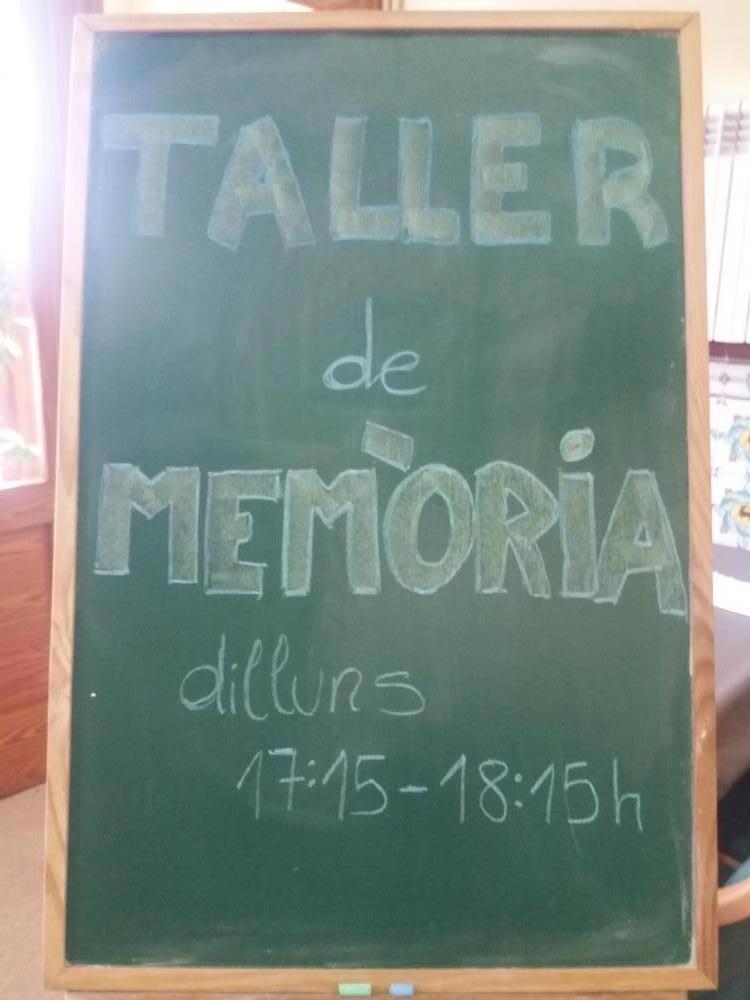 TALLER
de
MEMÒRiA
dilluns
17:15-18:15h